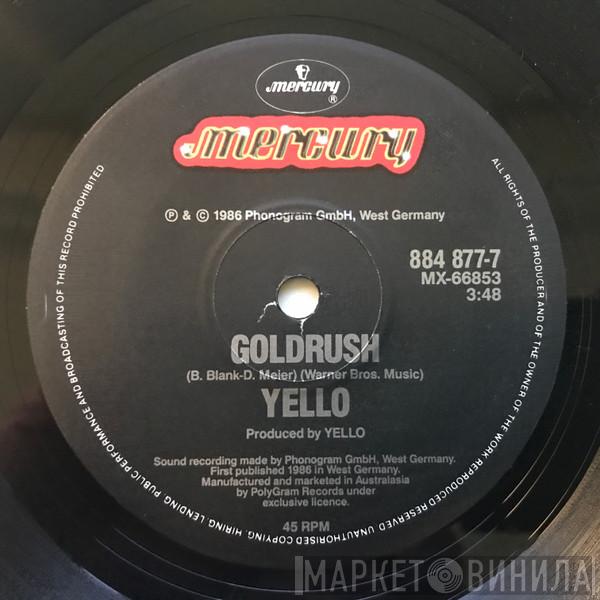 mercury
®
mercury
℗ & © 1986 Phonogram GmbH, West Germany
884 877-7
MX-66853
3:48
GOLDRUSH
(B. Blank-D. Meier) (Warner Bros. Music)
YELLO
Produced by YELLO
Sound recording made by Phonogram GmbH, West Germany.
First published 1986 in West Germany.
Manufactured and marketed in Australasia
by PolyGram Records under
exclusive licence.
45 RPM
ALL RIGHTS OF THE PRODUCER AND OF THE OWNER OF THE WORK REPRODUCED RESERVED UNAUTHORISED COPYING, HIRING, LENDING, PUBLIC PERFORMANCE AND BROADCASTING OF THIS RECORD PROHIBITED
МАРКЕТ ВИНИЛА